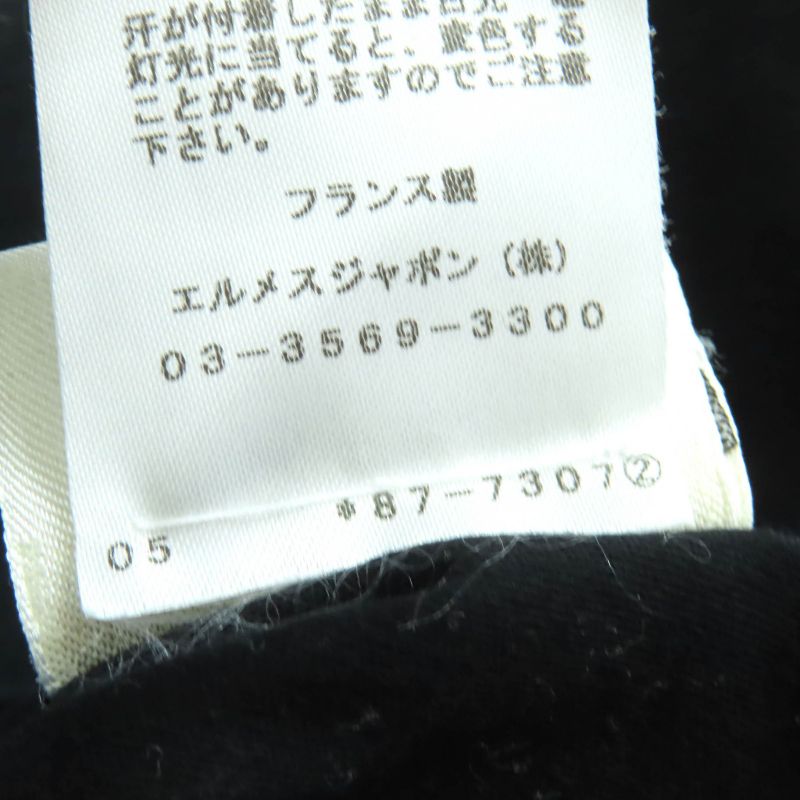 汗が付着したまま日光
灯光に当てると、変色する
ことがありますのでご注意
下さい。
フランス製
エルメスジャポン（株）
03-3569-3300
*87-7307②
05